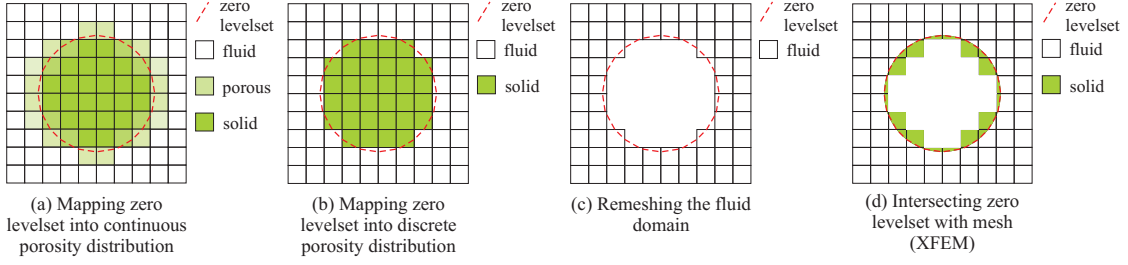 zero
levelset
fluid
porous
solid
(a) Mapping zero
levelset into continuous
porosity distribution
zero
levelset
fluid
solid
(b) Mapping zero
levelset into discrete
porosity distribution
zero
levelset
fluid
(c) Remeshing the fluid
domain
zero
levelset
fluid
solid
(d) Intersecting zero
levelset with mesh
(XFEM)